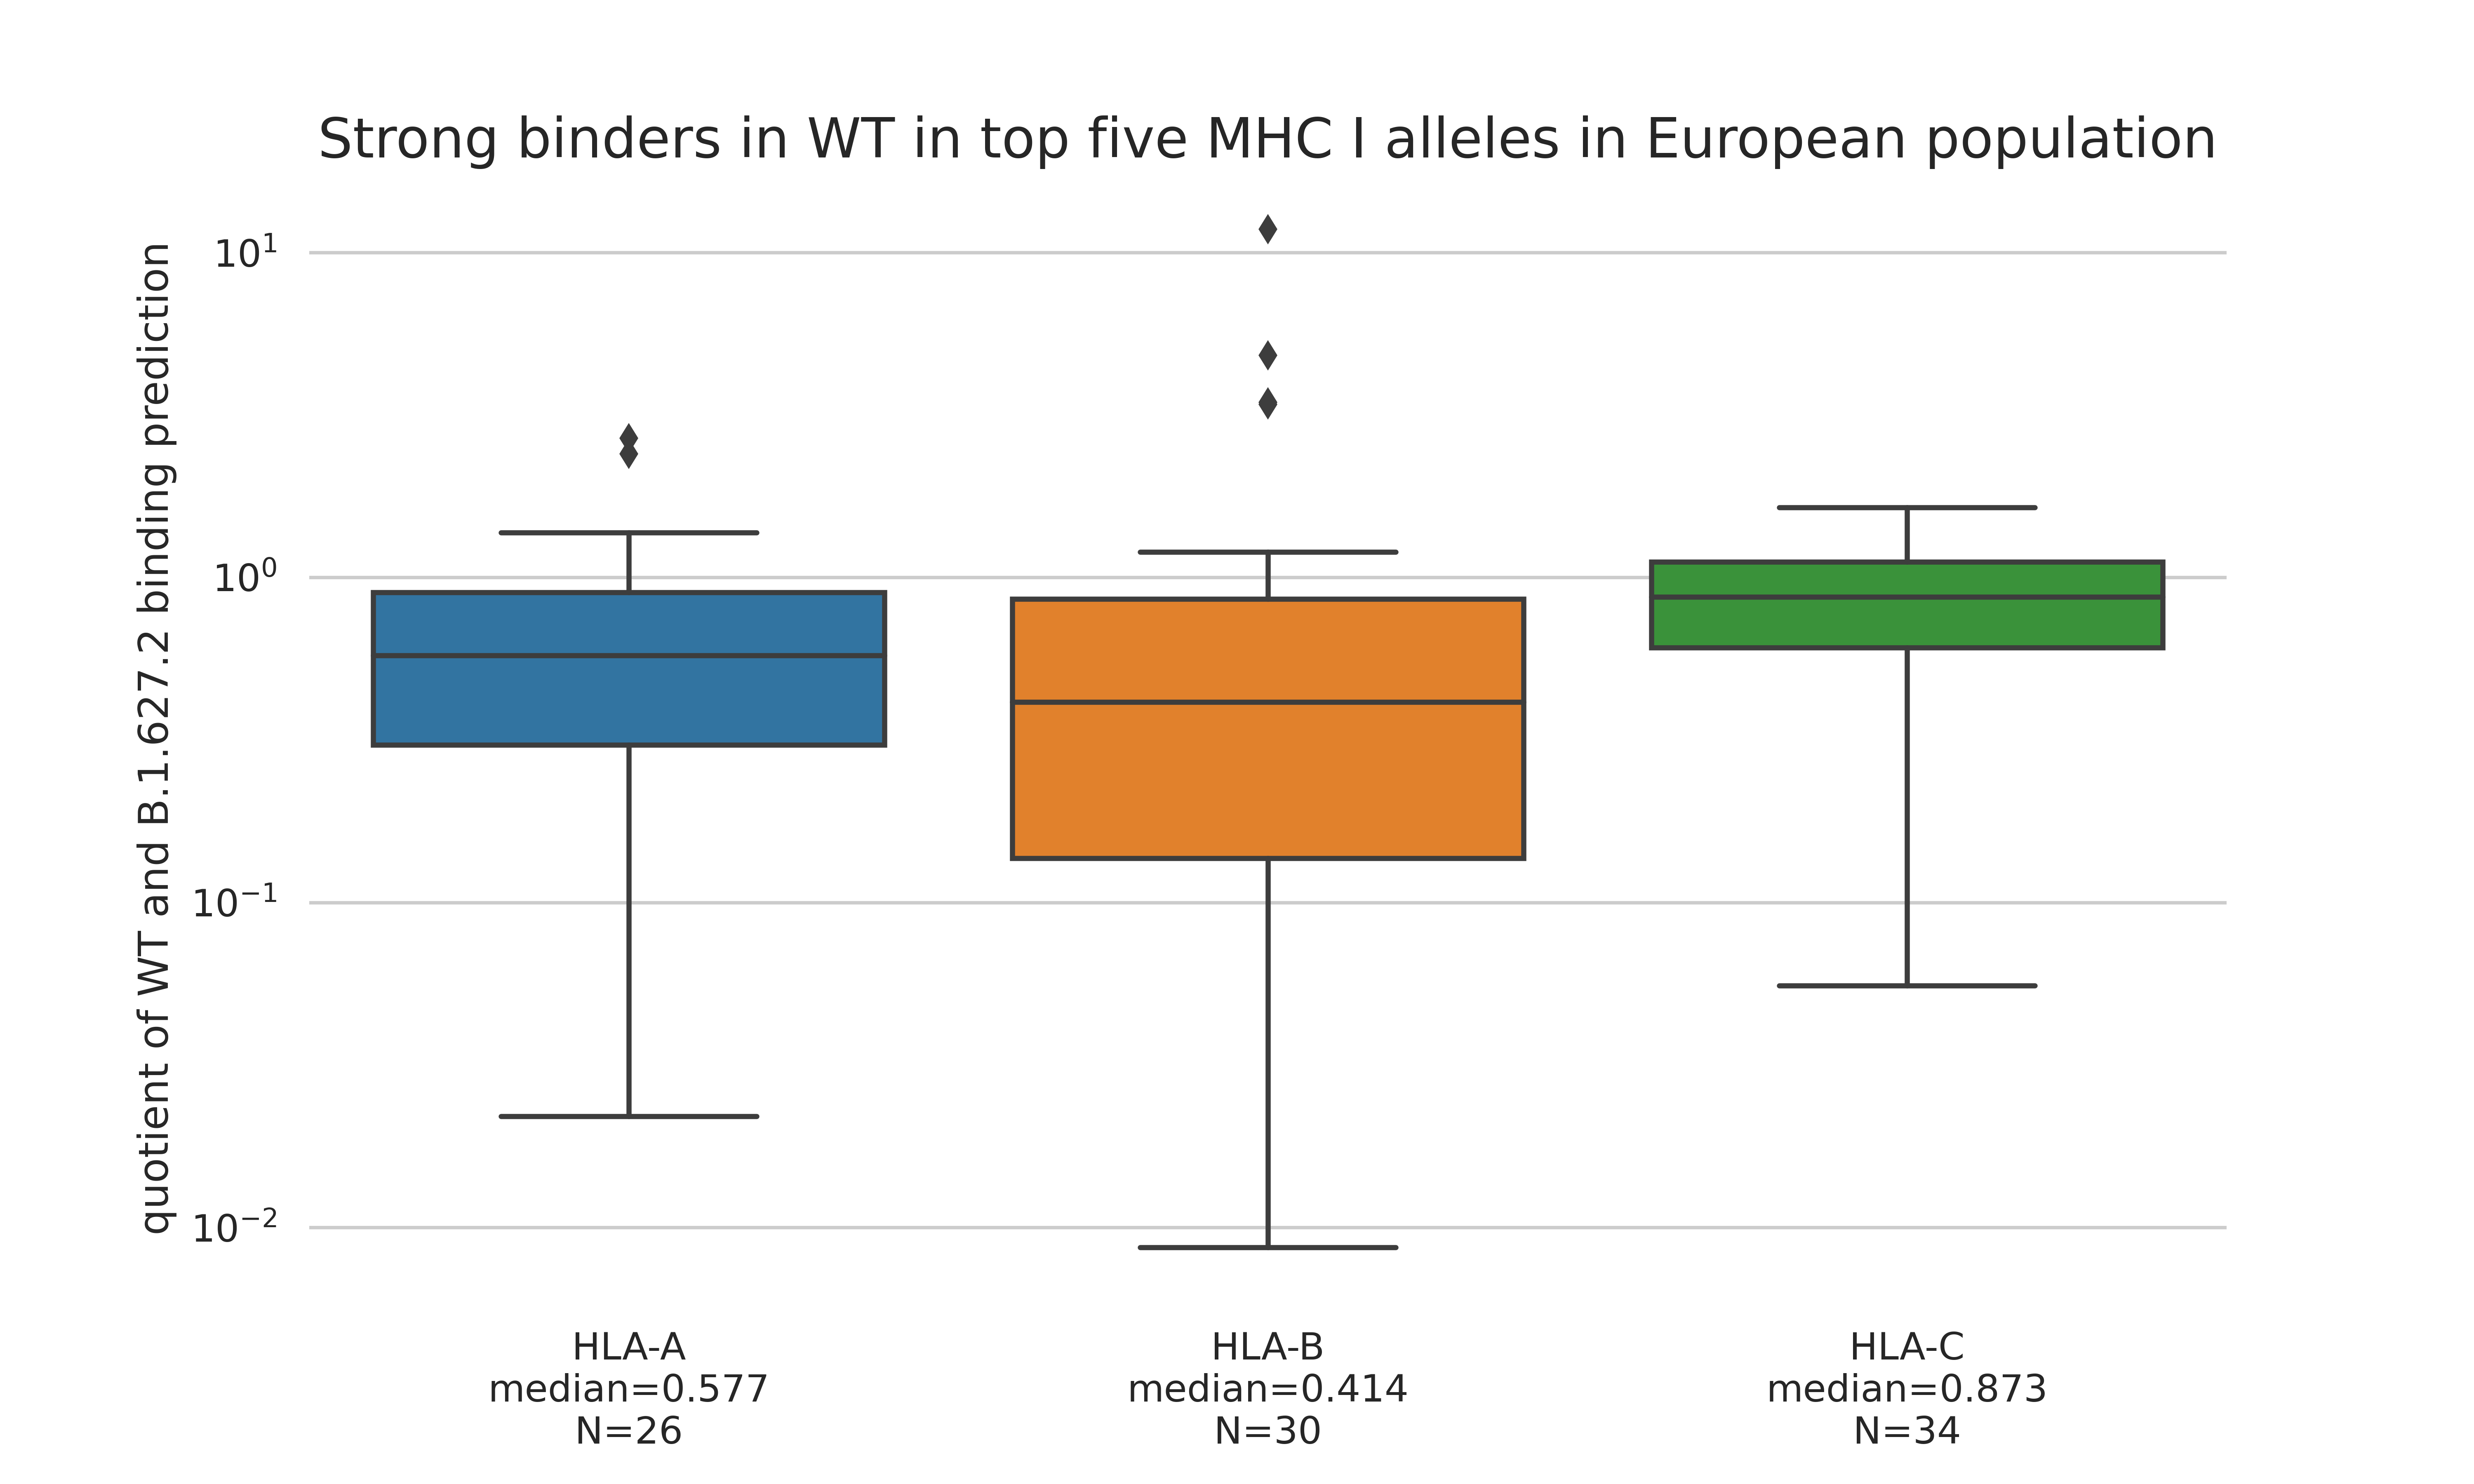 Strong binders in WT in top five MHC I alleles in European population
quotient of WT and B.1.627.2 binding prediction
10¹
10⁰
10⁻¹
10⁻²
HLA-A
median=0.577
N=26
HLA-B
median=0.414
N=30
HLA-C
median=0.873
N=34